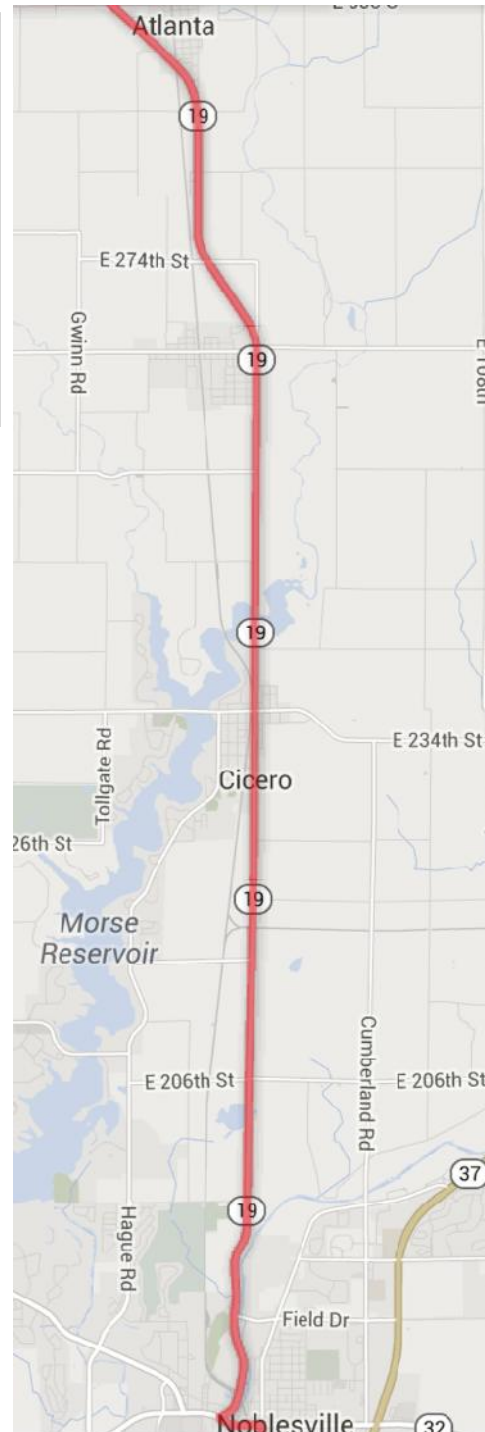 Atlanta
19
E 274th St
Gwinn Rd
19
19
E 234th St
Tollgate Rd
Cicero
26th St
19
Morse
Reservoir
Cumberland Rd
E 206th St
E 206th St
37
19
Hague Rd
Field Dr
Noblesville
32